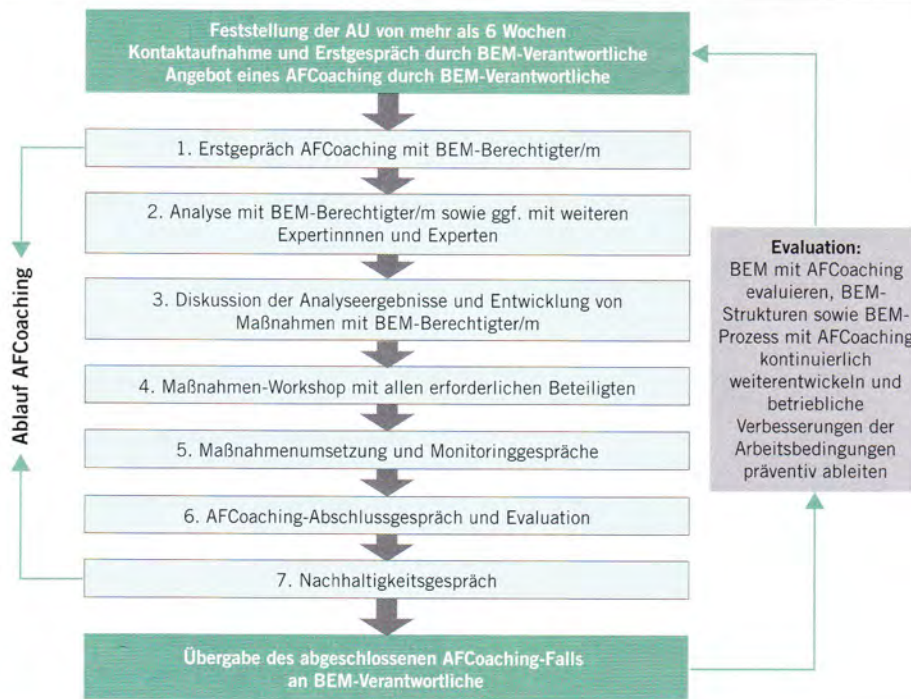 Feststellung der AU von mehr als 6 Wochen
Kontaktaufnahme und Erstgespräch durch BEM-Verantwortliche
Angebot eines AFCoaching durch BEM-Verantwortliche
Ablauf AFCoaching
1. Erstgepräch AFCoaching mit BEM-Berechtigter/m
2. Analyse mit BEM-Berechtigter/m sowie ggf. mit weiteren
Expertinnnen und Experten
3. Diskussion der Analyseergebnisse und Entwicklung von
Maßnahmen mit BEM-Berechtigter/m
4. Maßnahmen-Workshop mit allen erforderlichen Beteiligten
5. Maßnahmenumsetzung und Monitoringgespräche
6. AFCoaching-Abschlussgespräch und Evaluation
7. Nachhaltigkeitsgespräch
Übergabe des abgeschlossenen AFCoaching-Falls
an BEM-Verantwortliche
Evaluation:
BEM mit AFCoaching
evaluieren, BEM-
Strukturen sowie BEM-
Prozess mit AFCoaching
kontinuierlich
weiterentwickeln und
betriebliche
Verbesserungen der
Arbeitsbedingungen
präventiv ableiten